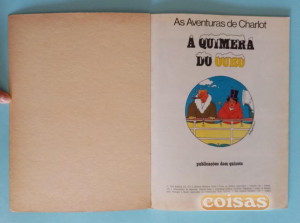 As Aventuras de Charlot
A QUIMERA
DO OURO
publicações dom quixote
coisas